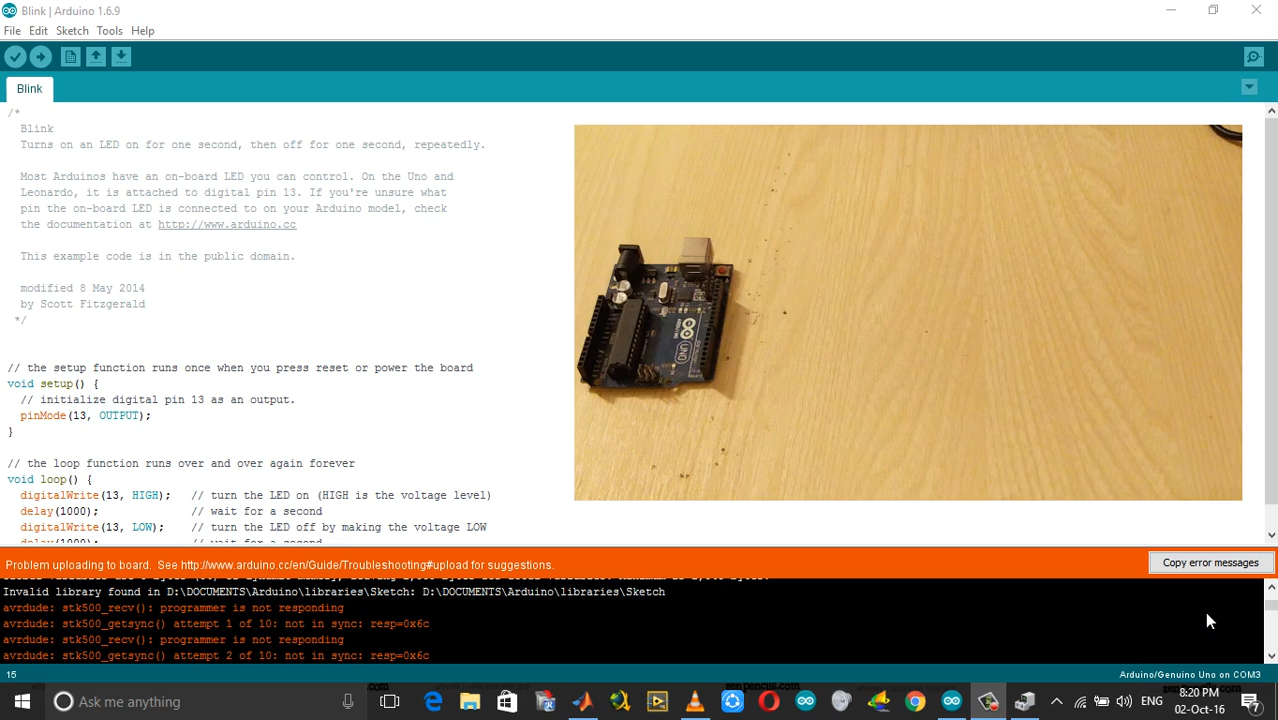 Blink | Arduino 1.6.9
File Edit Sketch Tools Help
Blink
/*
Blink
Turns on an LED on for one second, then off for one second, repeatedly.
Most Arduinos have an on-board LED you can control. On the Uno and
Leonardo, it is attached to digital pin 13. If you're unsure what
pin the on-board LED is connected to on your Arduino model, check
the documentation at http://www.arduino.cc
This example code is in the public domain.
modified 8 May 2014
by Scott Fitzgerald
*/
// the setup function runs once when you press reset or power the board
void setup() {
// initialize digital pin 13 as an output.
pinMode(13, OUTPUT);
}
// the loop function runs over and over again forever
void loop() {
digitalWrite(13, HIGH); // turn the LED on (HIGH is the voltage level)
delay(1000); // wait for a second
digitalWrite(13, LOW); // turn the LED off by making the voltage LOW
delay(1000); // wait for a second
UNO
Problem uploading to board. See http://www.arduino.cc/en/Guide/Troubleshooting#upload for suggestions.
Copy error messages
Invalid library found in D:\DOCUMENTS\Arduino\libraries\Sketch: D:\DOCUMENTS\Arduino\libraries\Sketch
avrdude: stk500_recv(): programmer is not responding
avrdude: stk500_getsync() attempt 1 of 10: not in sync: resp=0x6c
avrdude: stk500_recv(): programmer is not responding
avrdude: stk500_getsync() attempt 2 of 10: not in sync: resp=0x6c
15
Arduino/Genuino Uno on COM3
Ask me anything
ENG
8:20 PM
02-Oct-16
7